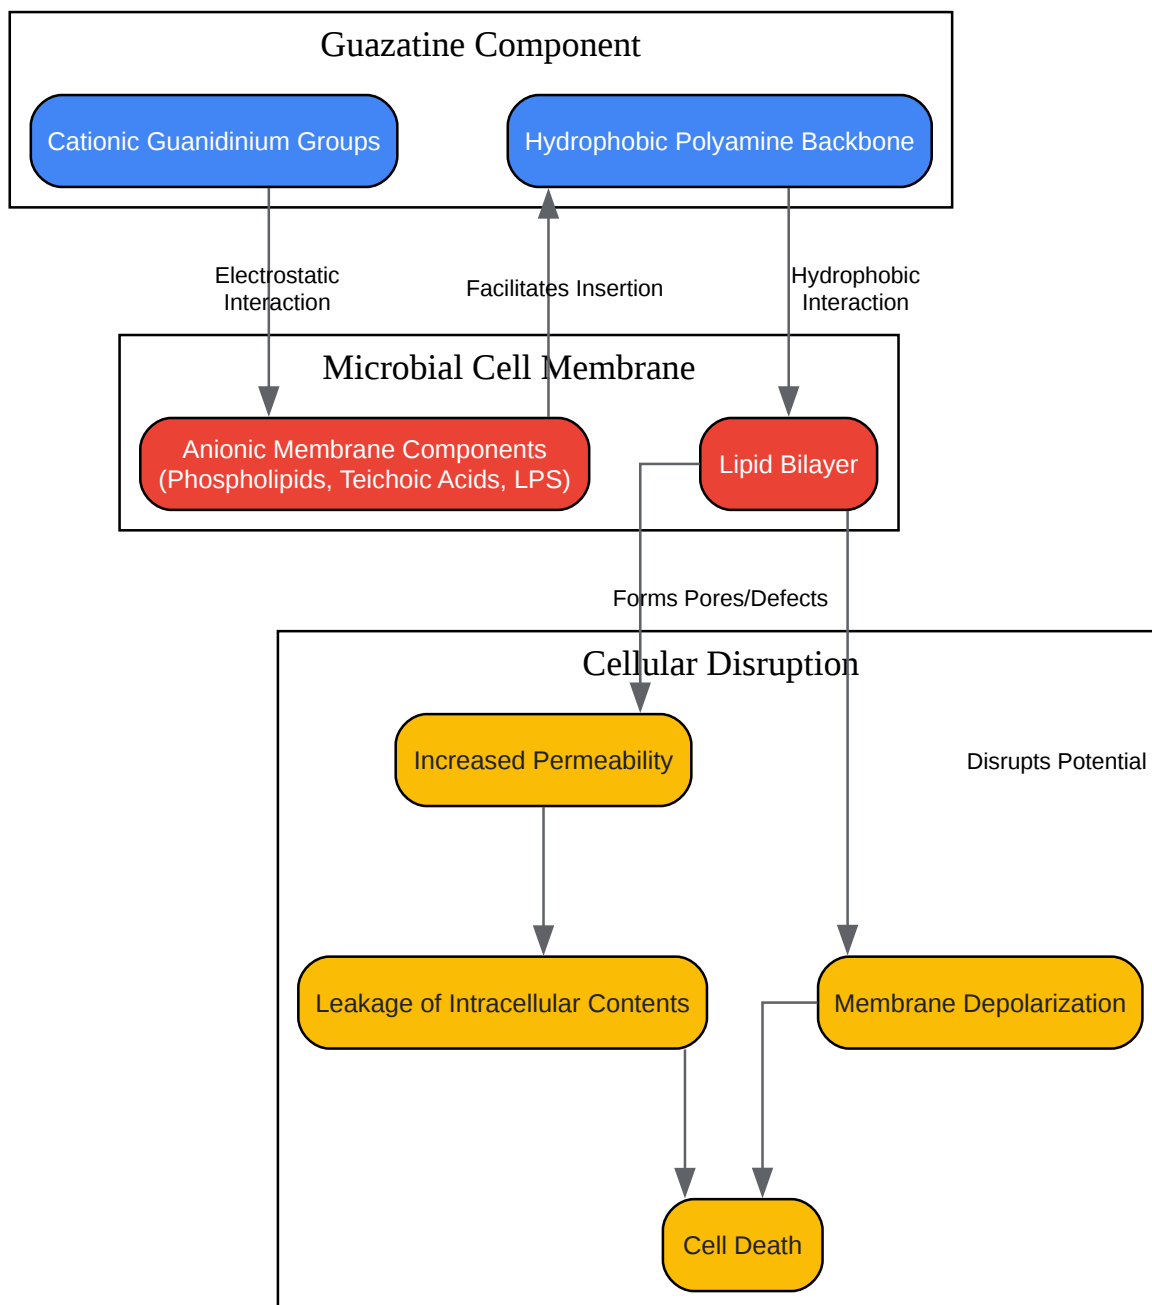 Guazatine Component
Cationic Guanidinium Groups
Hydrophobic Polyamine Backbone
Electrostatic
Interaction
Facilitates Insertion
Hydrophobic
Interaction
Microbial Cell Membrane
Anionic Membrane Components
(Phospholipids, Teichoic Acids, LPS)
Lipid Bilayer
Forms Pores/Defects
Cellular Disruption
Increased Permeability
Disrupts Potential
Leakage of Intracellular Contents
Membrane Depolarization
Cell Death